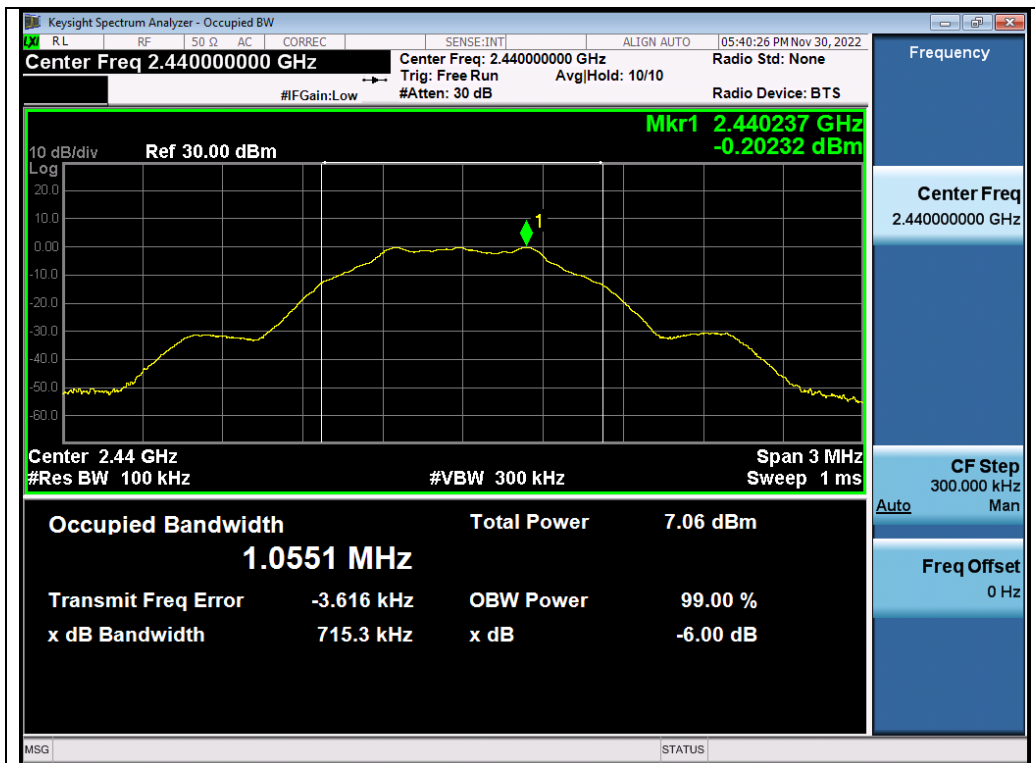 Keysight Spectrum Analyzer - Occupied BW
LXI RL RF 50 Ω AC CORREC SENSE:INT ALIGN AUTO 05:40:26 PM Nov 30, 2022
Center Freq 2.440000000 GHz
Center Freq: 2.440000000 GHz
Radio Std: None
Trig: Free Run Avg|Hold: 10/10
#IFGain:Low #Atten: 30 dB Radio Device: BTS
Mkr1 2.440237 GHz
-0.20232 dBm
10 dB/div Ref 30.00 dBm
Log
20.0
10.0
0.00
-10.0
-20.0
-30.0
-40.0
-50.0
-60.0
1
Center 2.44 GHz Span 3 MHz
#Res BW 100 kHz #VBW 300 kHz Sweep 1 ms
Occupied Bandwidth Total Power 7.06 dBm
1.0551 MHz
Transmit Freq Error -3.616 kHz OBW Power 99.00 %
x dB Bandwidth 715.3 kHz x dB -6.00 dB
Frequency
Center Freq
2.440000000 GHz
CF Step
300.000 kHz
Auto Man
Freq Offset
0 Hz
MSG STATUS